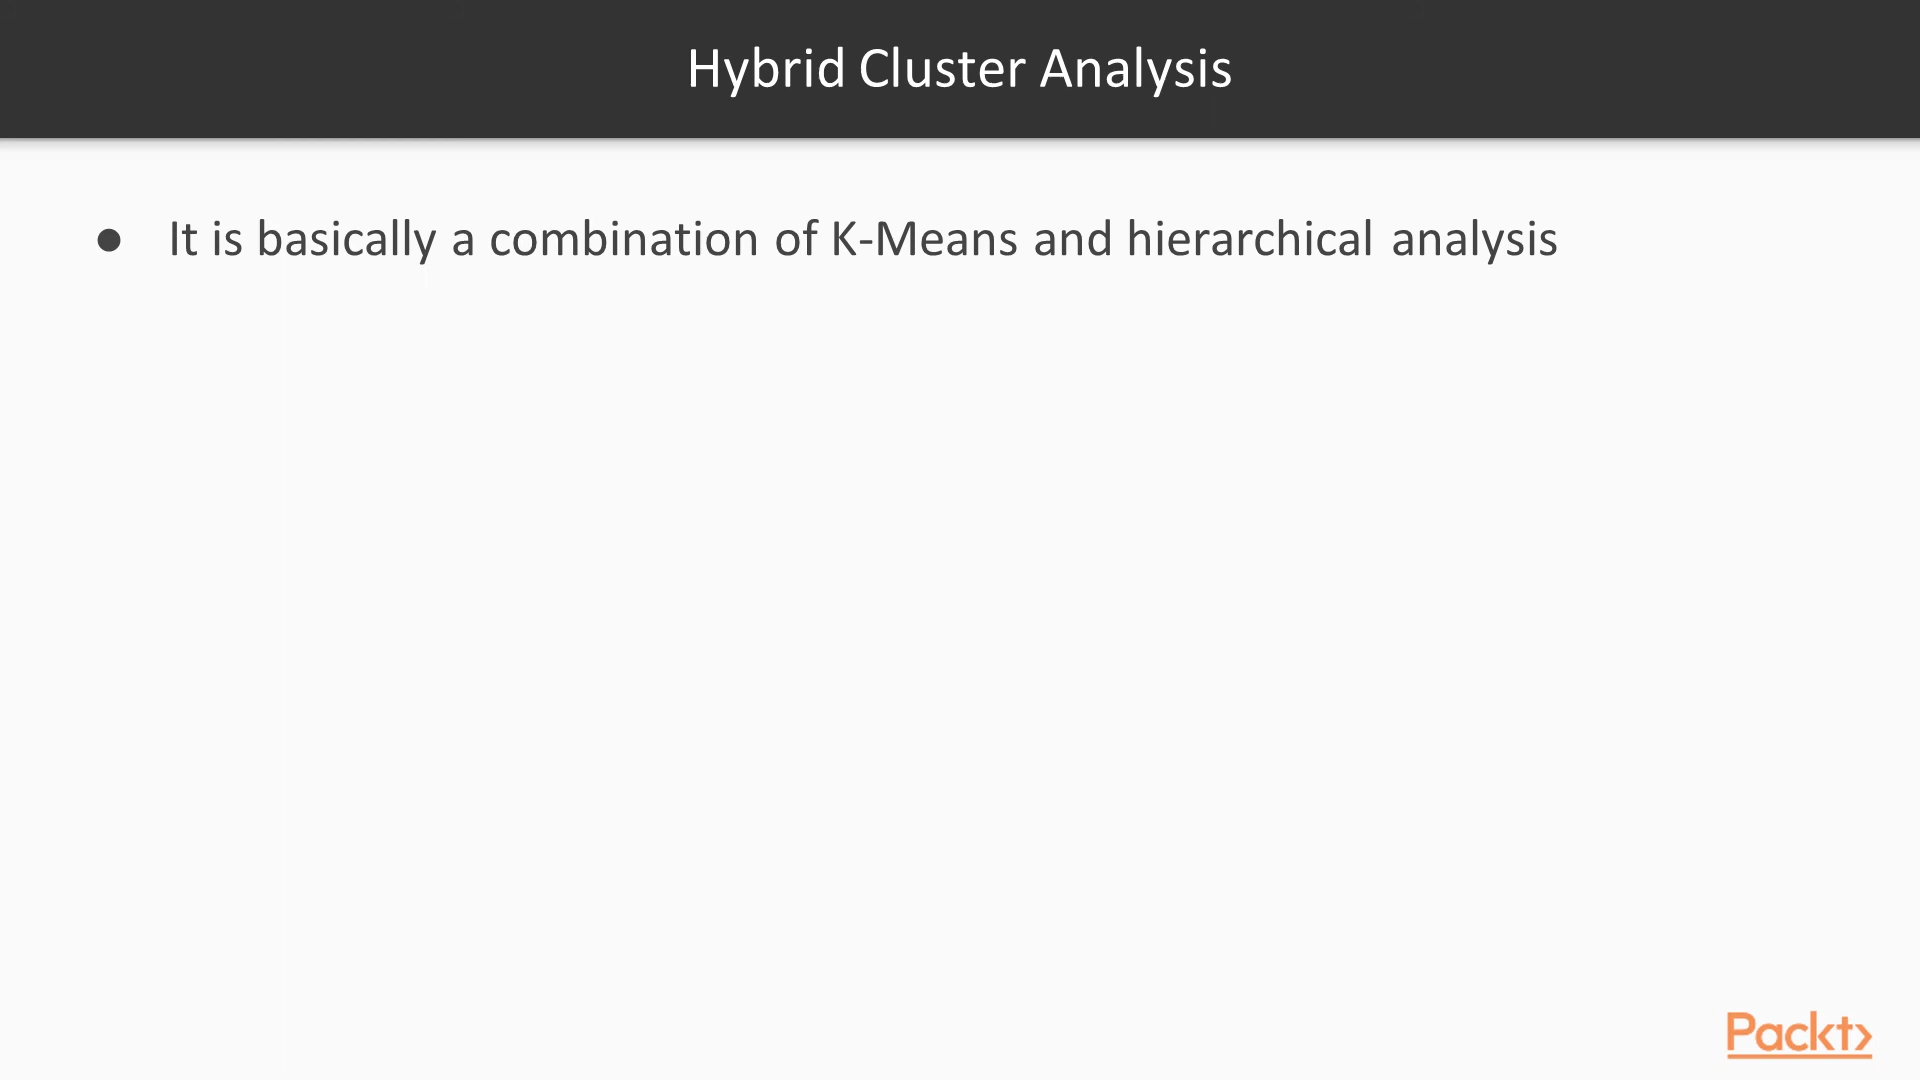 Hybrid Cluster Analysis
● It is basically a combination of K-Means and hierarchical analysis
Packt>